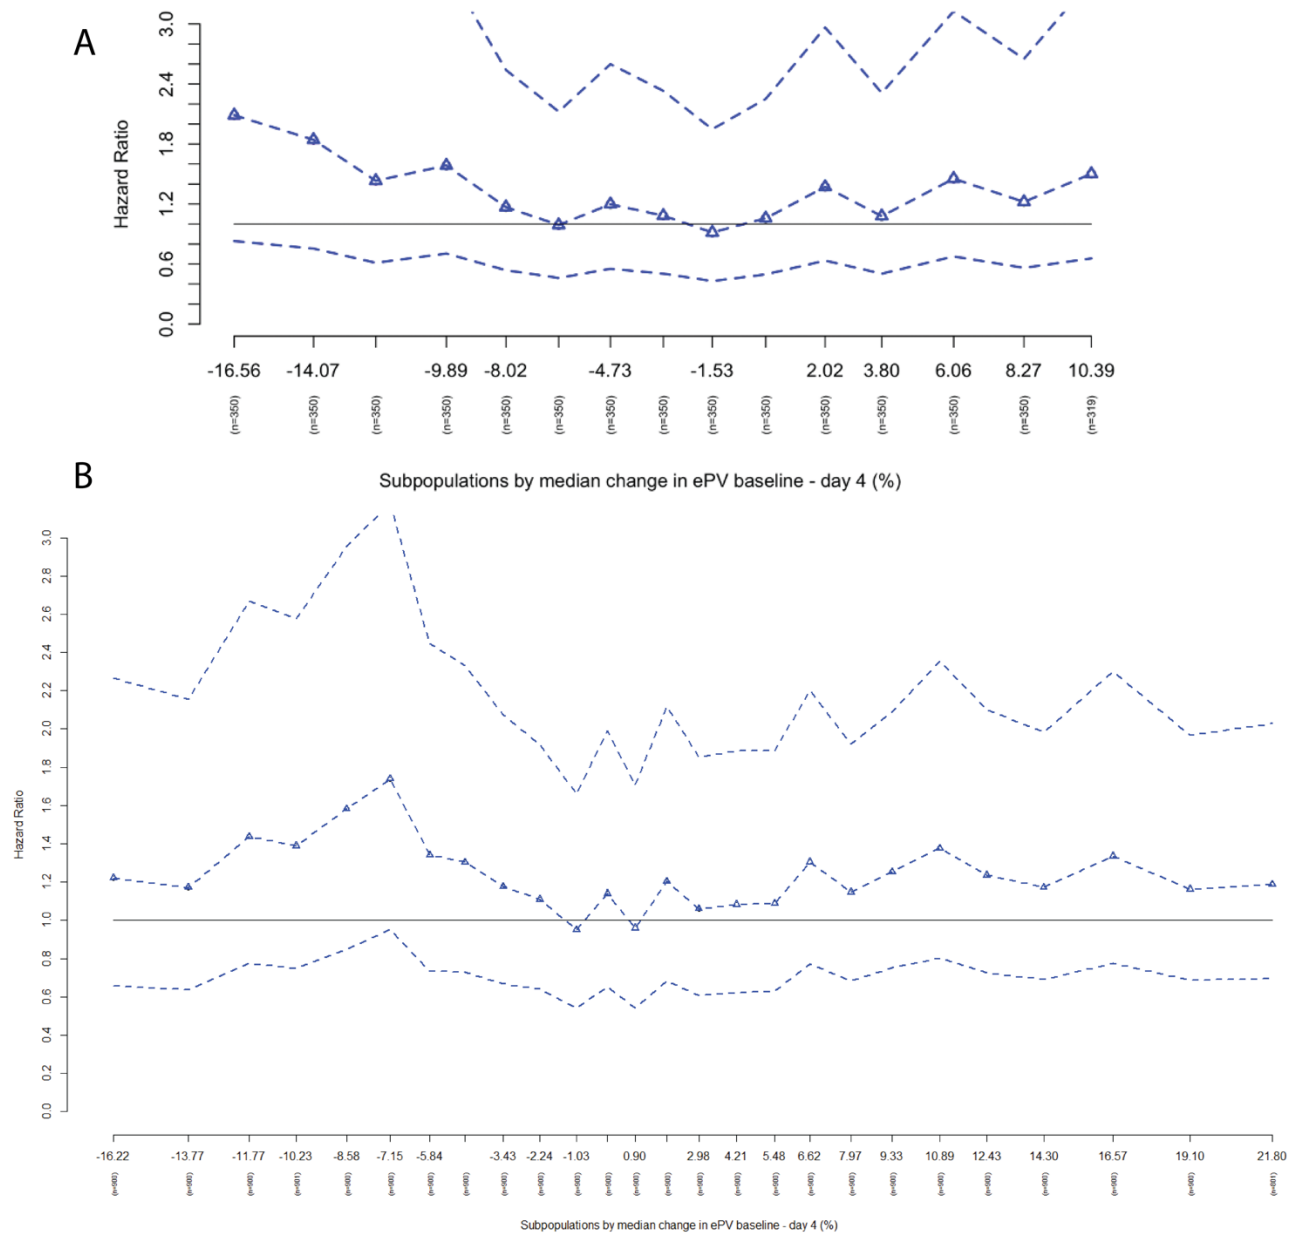 A
Hazard Ratio
3.0
2.4
1.8
1.2
0.6
0.0
-16.56 -14.07 -9.89 -8.02 -4.73 -1.53 2.02 3.80 6.06 8.27 10.39
(n=350) (n=350) (n=350) (n=350) (n=350) (n=350) (n=350) (n=350) (n=350) (n=350) (n=350) (n=350) (n=350) (n=350) (n=319)
Subpopulations by median change in ePV baseline - day 4 (%)
B
Hazard Ratio
3.0
2.8
2.6
2.4
2.2
2.0
1.8
1.6
1.4
1.2
1.0
0.8
0.6
0.4
0.2
0.0
-16.22 -13.77 -11.77 -10.23 -8.58 -7.15 -5.84 -3.43 -2.24 -1.03 0.90 2.98 4.21 5.48 6.62 7.97 9.33 10.89 12.43 14.30 16.57 19.10 21.80
Subpopulations by median change in ePV baseline - day 4 (%)